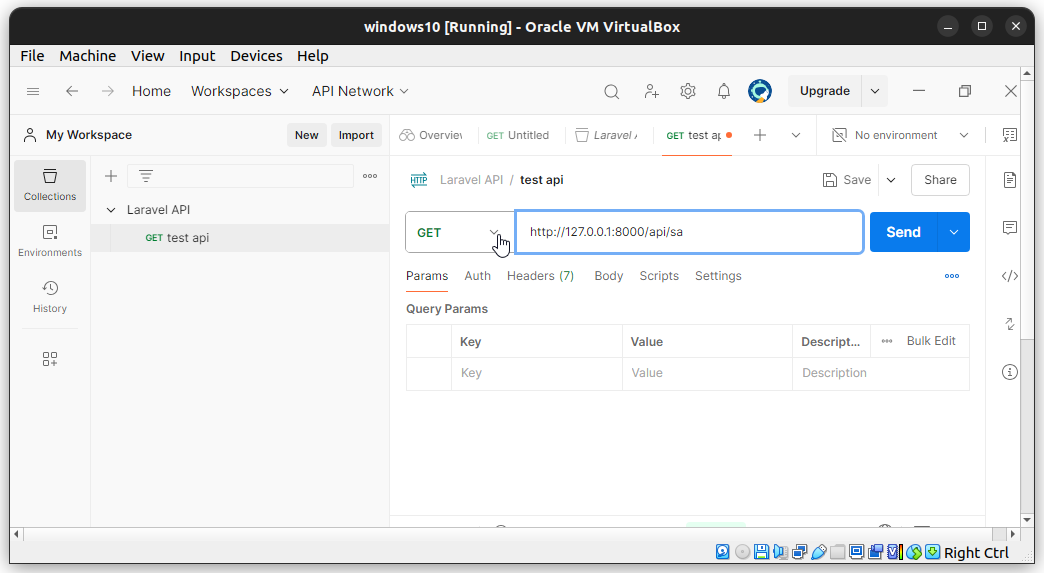 windows10 [Running] - Oracle VM VirtualBox
File Machine View Input Devices Help
Home Workspaces API Network Upgrade
My Workspace New Import
Overview GET Untitled Laravel GET test ap No environment
Collections
Environments
History
Laravel API
GET test api
HTTP Laravel API / test api Save Share
GET http://127.0.0.1:8000/api/sa Send
Params Auth Headers (7) Body Scripts Settings
Query Params
Key Value Descript... Bulk Edit
Key Value Description
Right Ctrl